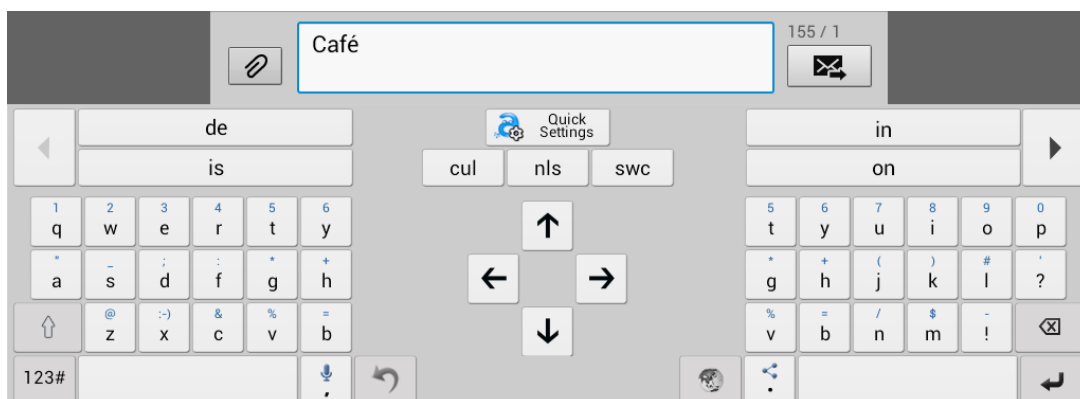 Café
155 / 1
de
is
Quick
Settings
cul nls swc
in
on
1 2 3 4 5 6
q w e r t y
" _ ; : * +
a s d f g h
@ :-) & % =
z x c v b
123#
,
5 6 7 8 9 0
t y u i o p
* + ( ) # '
g h j k l ?
% = / $ -
v b n m !
.